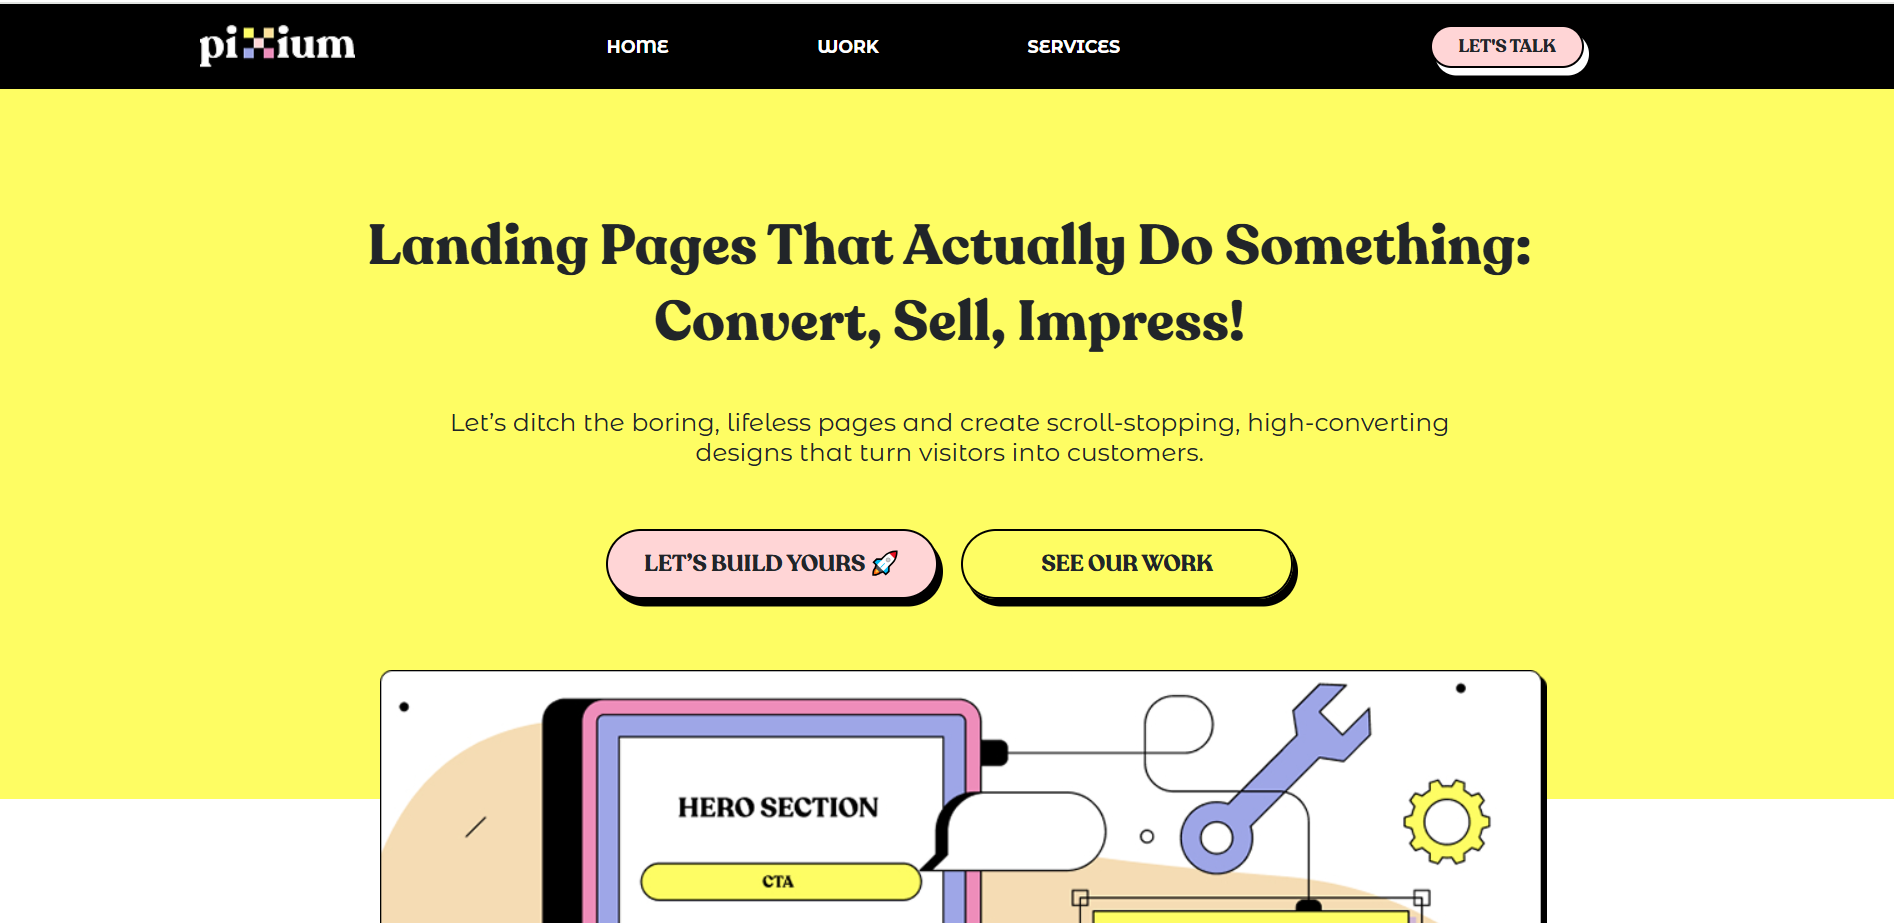 pixium
HOME
WORK
SERVICES
LET'S TALK
Landing Pages That Actually Do Something:
Convert, Sell, Impress!
Let’s ditch the boring, lifeless pages and create scroll-stopping, high-converting
designs that turn visitors into customers.
LET’S BUILD YOURS 🚀
SEE OUR WORK
HERO SECTION
CTA